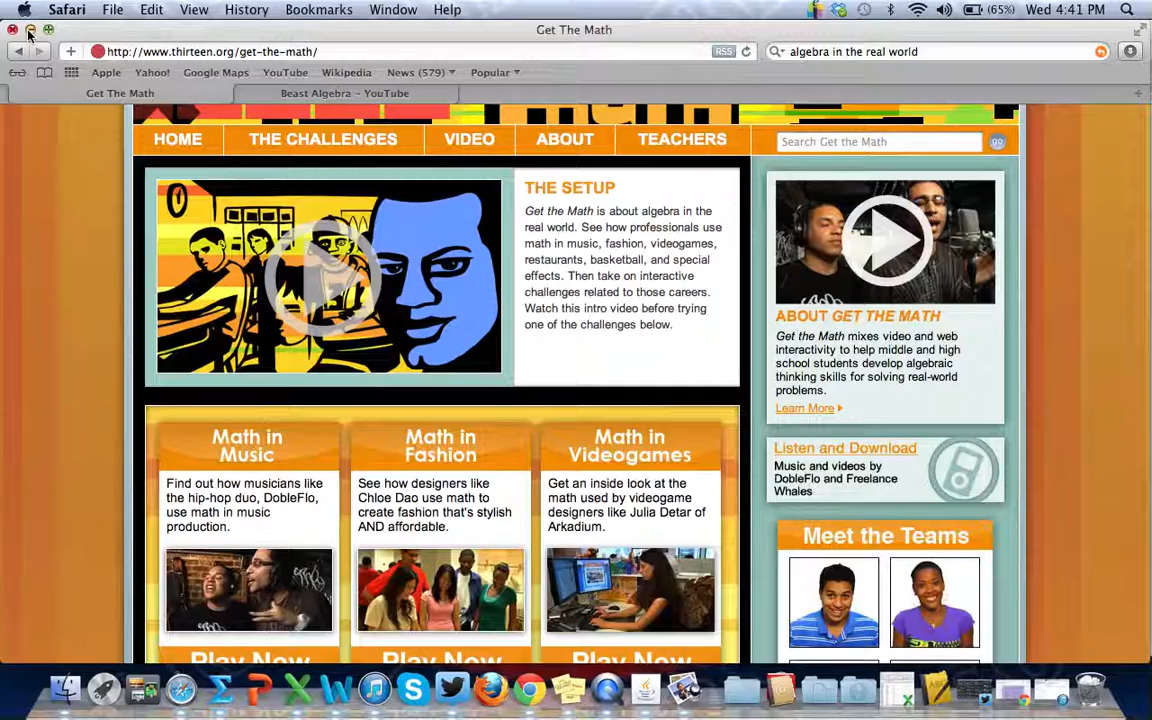 Safari File Edit View History Bookmarks Window Help (65%) Wed 4:41 PM
Get The Math
http://www.thirteen.org/get-the-math/ RSS algebra in the real world
Apple Yahoo! Google Maps YouTube Wikipedia News (579) Popular
Get The Math Beast Algebra - YouTube
HOME THE CHALLENGES VIDEO ABOUT TEACHERS Search Get the Math go
THE SETUP
Get the Math is about algebra in the
real world. See how professionals use
math in music, fashion, videogames,
restaurants, basketball, and special
effects. Then take on interactive
challenges related to those careers.
Watch this intro video before trying
one of the challenges below.
ABOUT GET THE MATH
Get the Math mixes video and web
interactivity to help middle and high
school students develop algebraic
thinking skills for solving real-world
problems.
Learn More
Listen and Download
Music and videos by
DobleFlo and Freelance
Whales
Meet the Teams
Math in
Music
Find out how musicians like
the hip-hop duo, DobleFlo,
use math in music
production.
Play Now
Math in
Fashion
See how designers like
Chloe Dao use math to
create fashion that's stylish
AND affordable.
Play Now
Math in
Videogames
Get an inside look at the
math used by videogame
designers like Julia Detar of
Arkadium.
Play Now